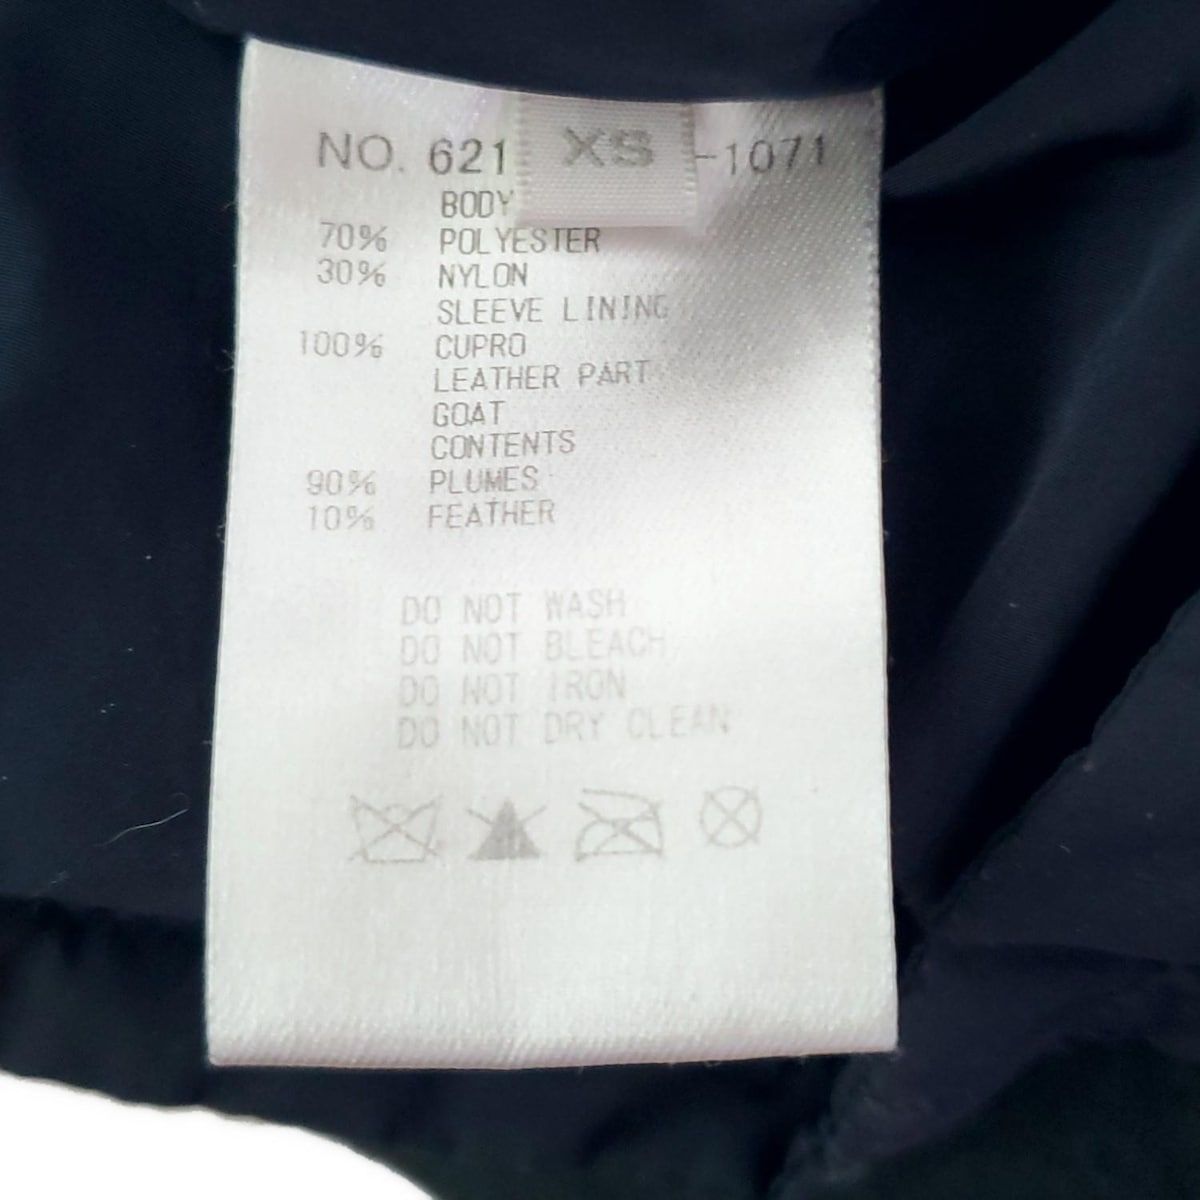 NO. 621 XS -1071
BODY
70% POLYESTER
30% NYLON
SLEEVE LINING
100% CUPRO
LEATHER PART
GOAT
CONTENTS
90% PLUMES
10% FEATHER
DO NOT WASH
DO NOT BLEACH
DO NOT IRON
DO NOT DRY CLEAN